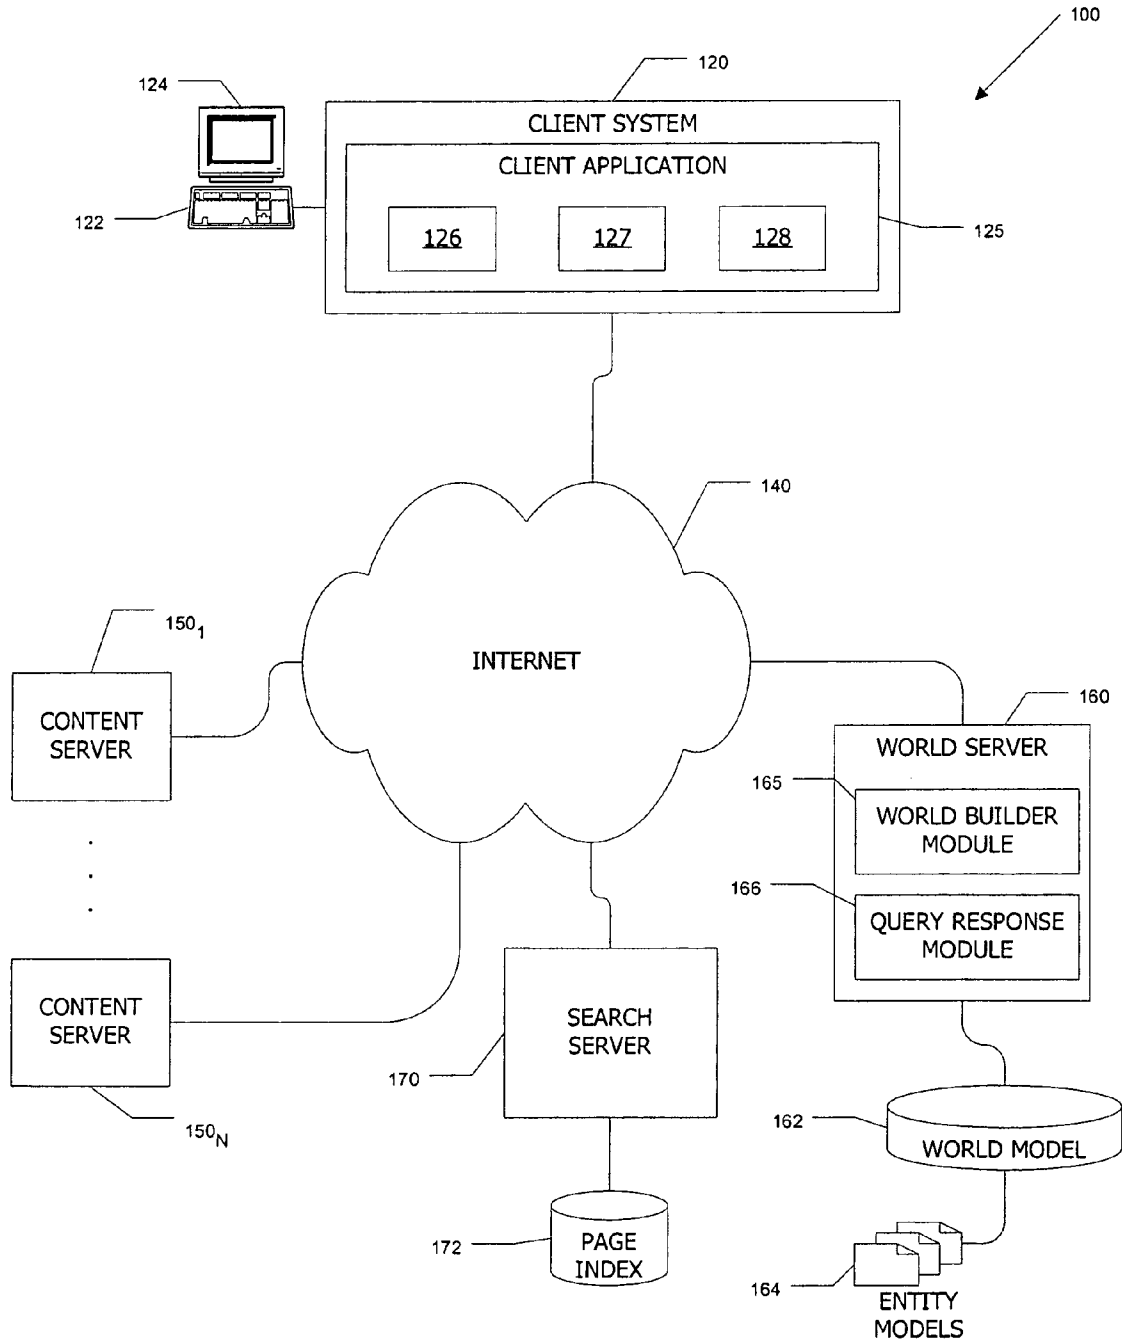 100
120
124
CLIENT SYSTEM
CLIENT APPLICATION
122
126
127
128
125
140
150₁
INTERNET
160
CONTENT
SERVER
WORLD SERVER
165
WORLD BUILDER
MODULE
166
QUERY RESPONSE
MODULE
CONTENT
SERVER
SEARCH
SERVER
170
150_N
162
WORLD MODEL
172
PAGE
INDEX
164
ENTITY
MODELS